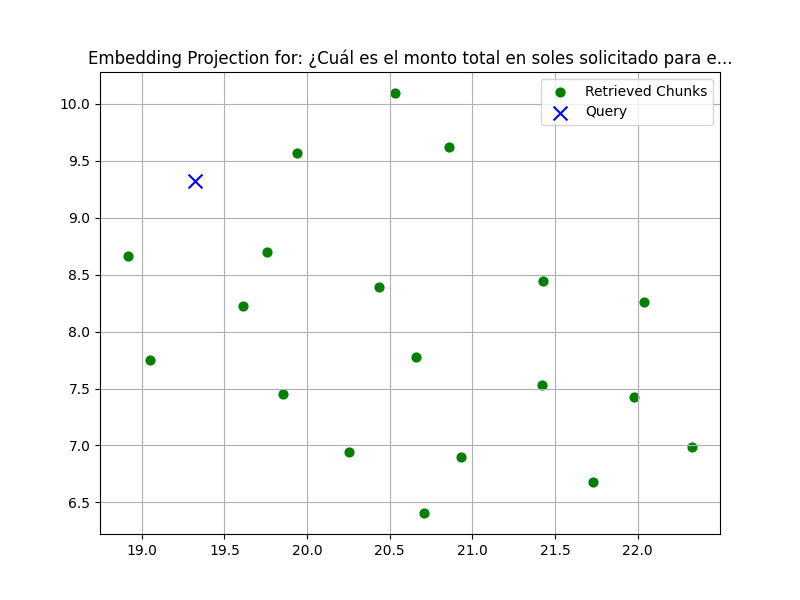 Embedding Projection for: ¿Cuál es el monto total en soles solicitado para e...
Retrieved Chunks
Query
10.0
9.5
9.0
8.5
8.0
7.5
7.0
6.5
19.0 19.5 20.0 20.5 21.0 21.5 22.0